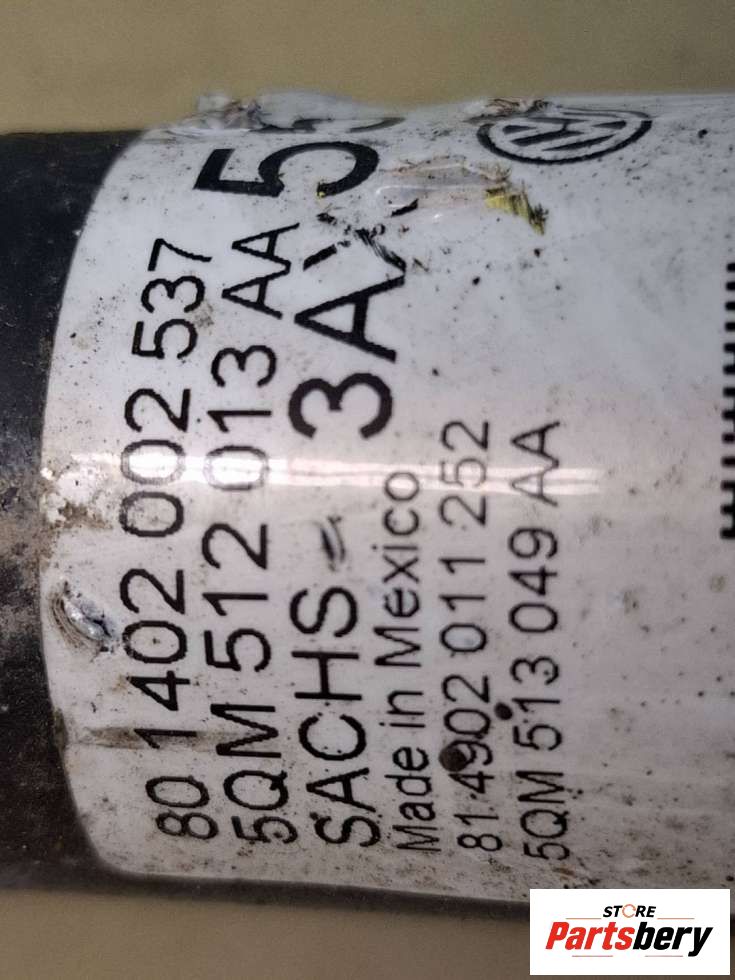 80 1402 002 537
5QM 512 013 AA
SACHS
3AX
Made in Mexico
81 4902 011 252
5QM 513 049 AA
STORE
Partsbery